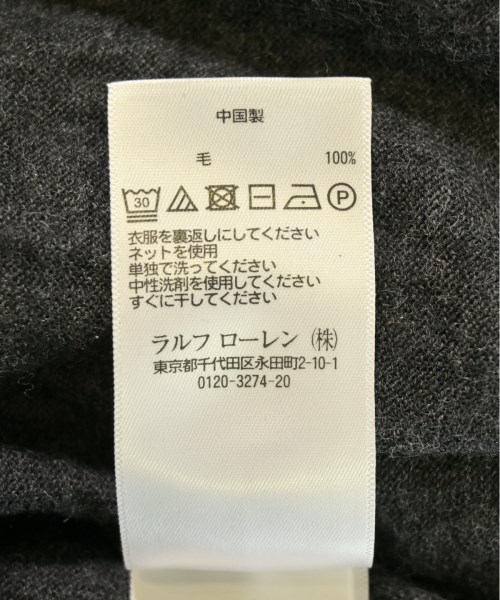 中国製
毛 100%
30 P
衣服を裏返しにしてください
ネットを使用
単独で洗ってください
中性洗剤を使用してください
すぐに干してください
ラルフ ローレン (株)
東京都千代田区永田町2-10-1
0120-3274-20